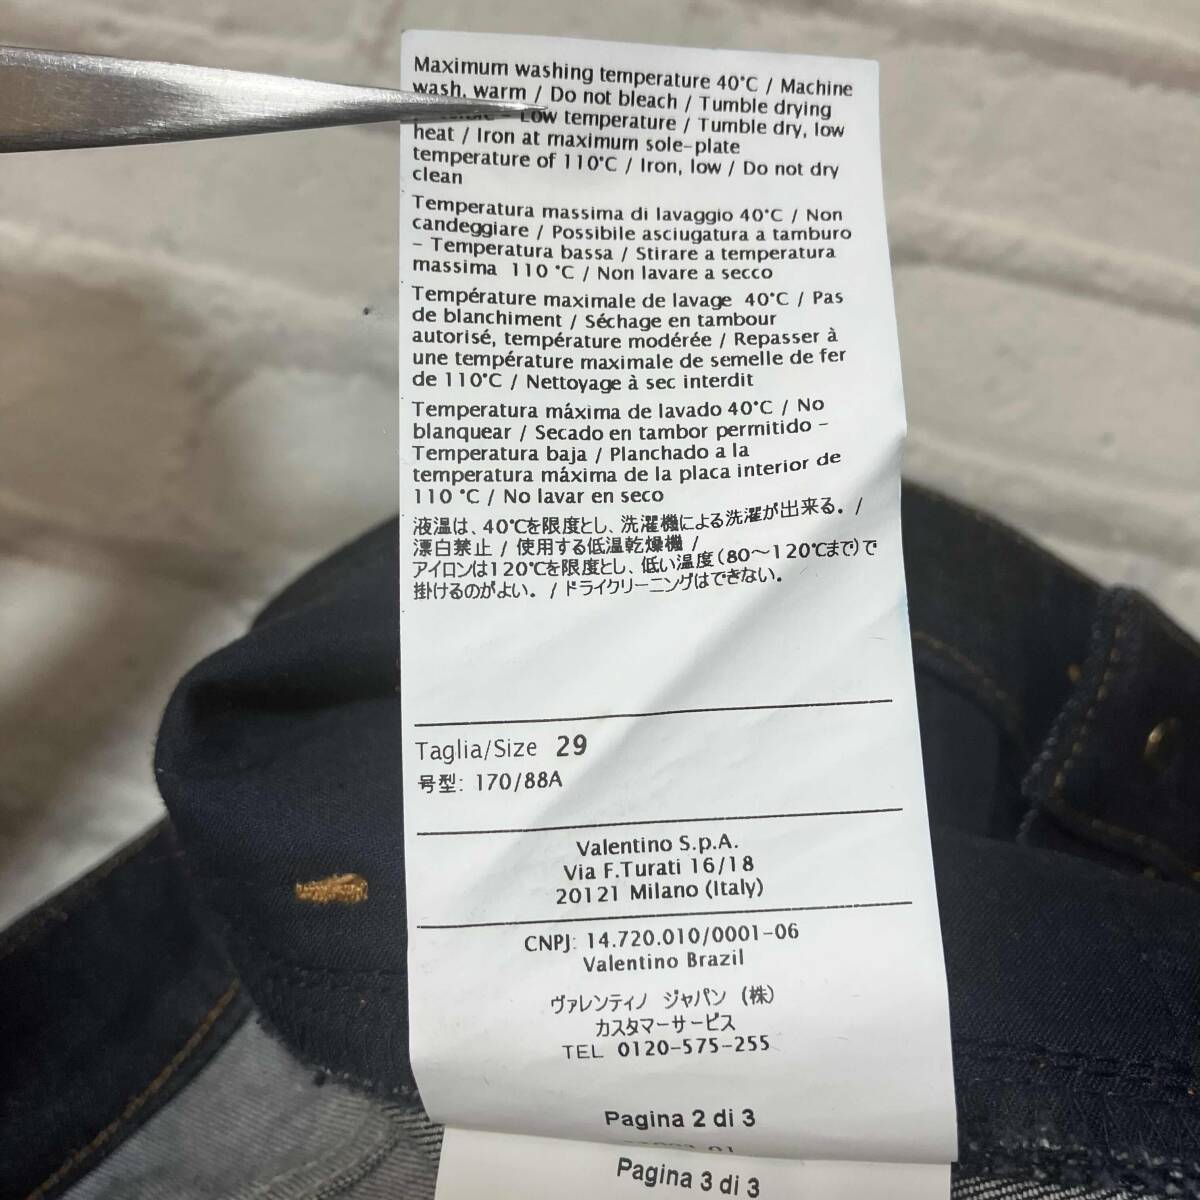 Maximum washing temperature 40°C / Machine
wash, warm / Do not bleach / Tumble drying
- Low temperature / Tumble dry, low
heat / Iron at maximum sole-plate
temperature of 110°C / Iron, low / Do not dry
clean
Temperatura massima di lavaggio 40°C / Non
candeggiare / Possibile asciugatura a tamburo
- Temperatura bassa / Stirare a temperatura
massima 110 °C / Non lavare a secco
Température maximale de lavage 40°C / Pas
de blanchiment / Séchage en tambour
autorisé, température modérée / Repasser à
une température maximale de semelle de fer
de 110°C / Nettoyage à sec interdit
Temperatura máxima de lavado 40°C / No
blanquear / Secado en tambor permitido -
Temperatura baja / Planchado a la
temperatura máxima de la placa interior de
110 °C / No lavar en seco
液温は、40℃を限度とし、洗濯機による洗濯が出来る。 /
漂白禁止 / 使用する低温乾燥機 /
アイロンは120℃を限度とし、低い温度(80～120℃まで)で
掛けるのがよい。 / ドライクリーニングはできない。
Taglia/Size 29
号型: 170/88A
Valentino S.p.A.
Via F.Turati 16/18
20121 Milano (Italy)
CNPJ: 14.720.010/0001-06
Valentino Brazil
ヴァレンティノ ジャパン (株)
カスタマーサービス
TEL 0120-575-255
Pagina 2 di 3
Pagina 3 di 3